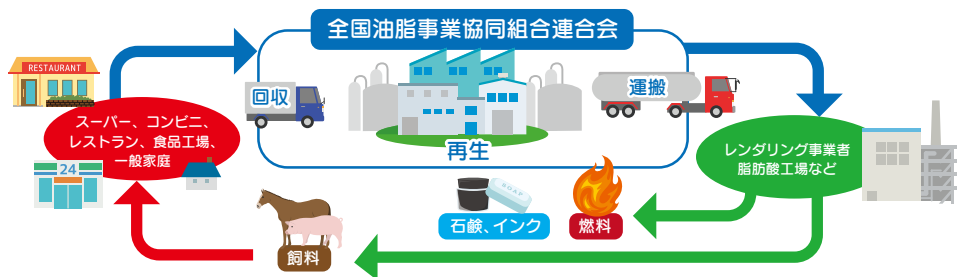 全国油脂事業協同組合連合会
RESTAURANT
回収
運搬
スーパー、コンビニ、
レストラン、食品工場、
一般家庭
再生
レンダリング事業者
脂肪酸工場など
24
SOAP
石鹸、インク
燃料
飼料